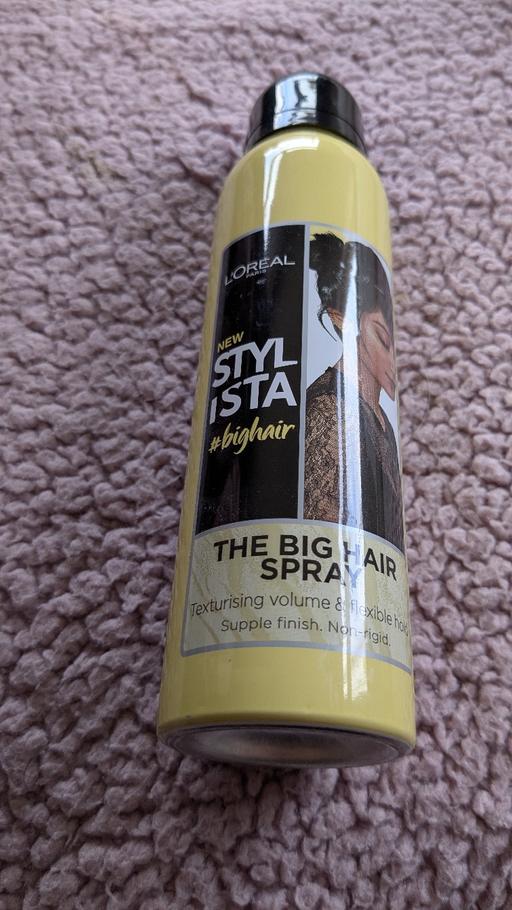 L'ORÉAL
PARIS
NEW
STYL
ISTA
#bighair
THE BIG HAIR
SPRAY
Texturising volume & flexible hold
Supple finish. Non-rigid.